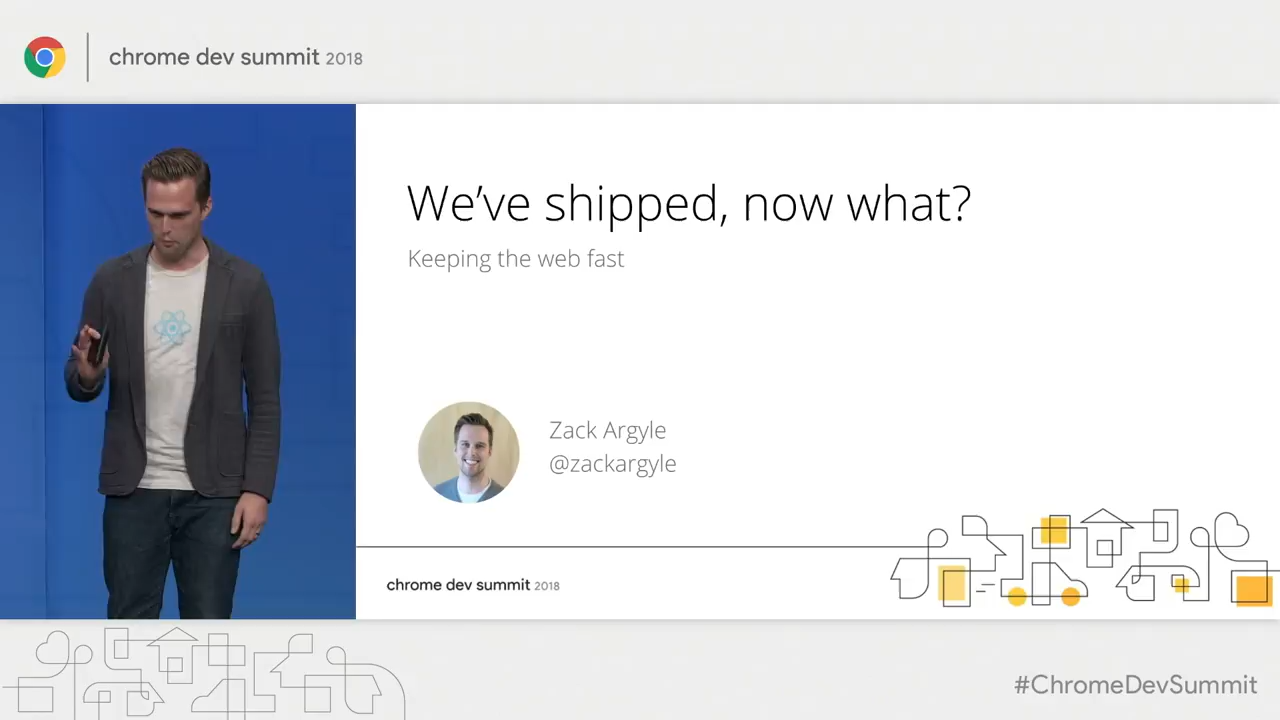 chrome dev summit 2018
We’ve shipped, now what?
Keeping the web fast
Zack Argyle
@zackargyle
chrome dev summit 2018
#ChromeDevSummit